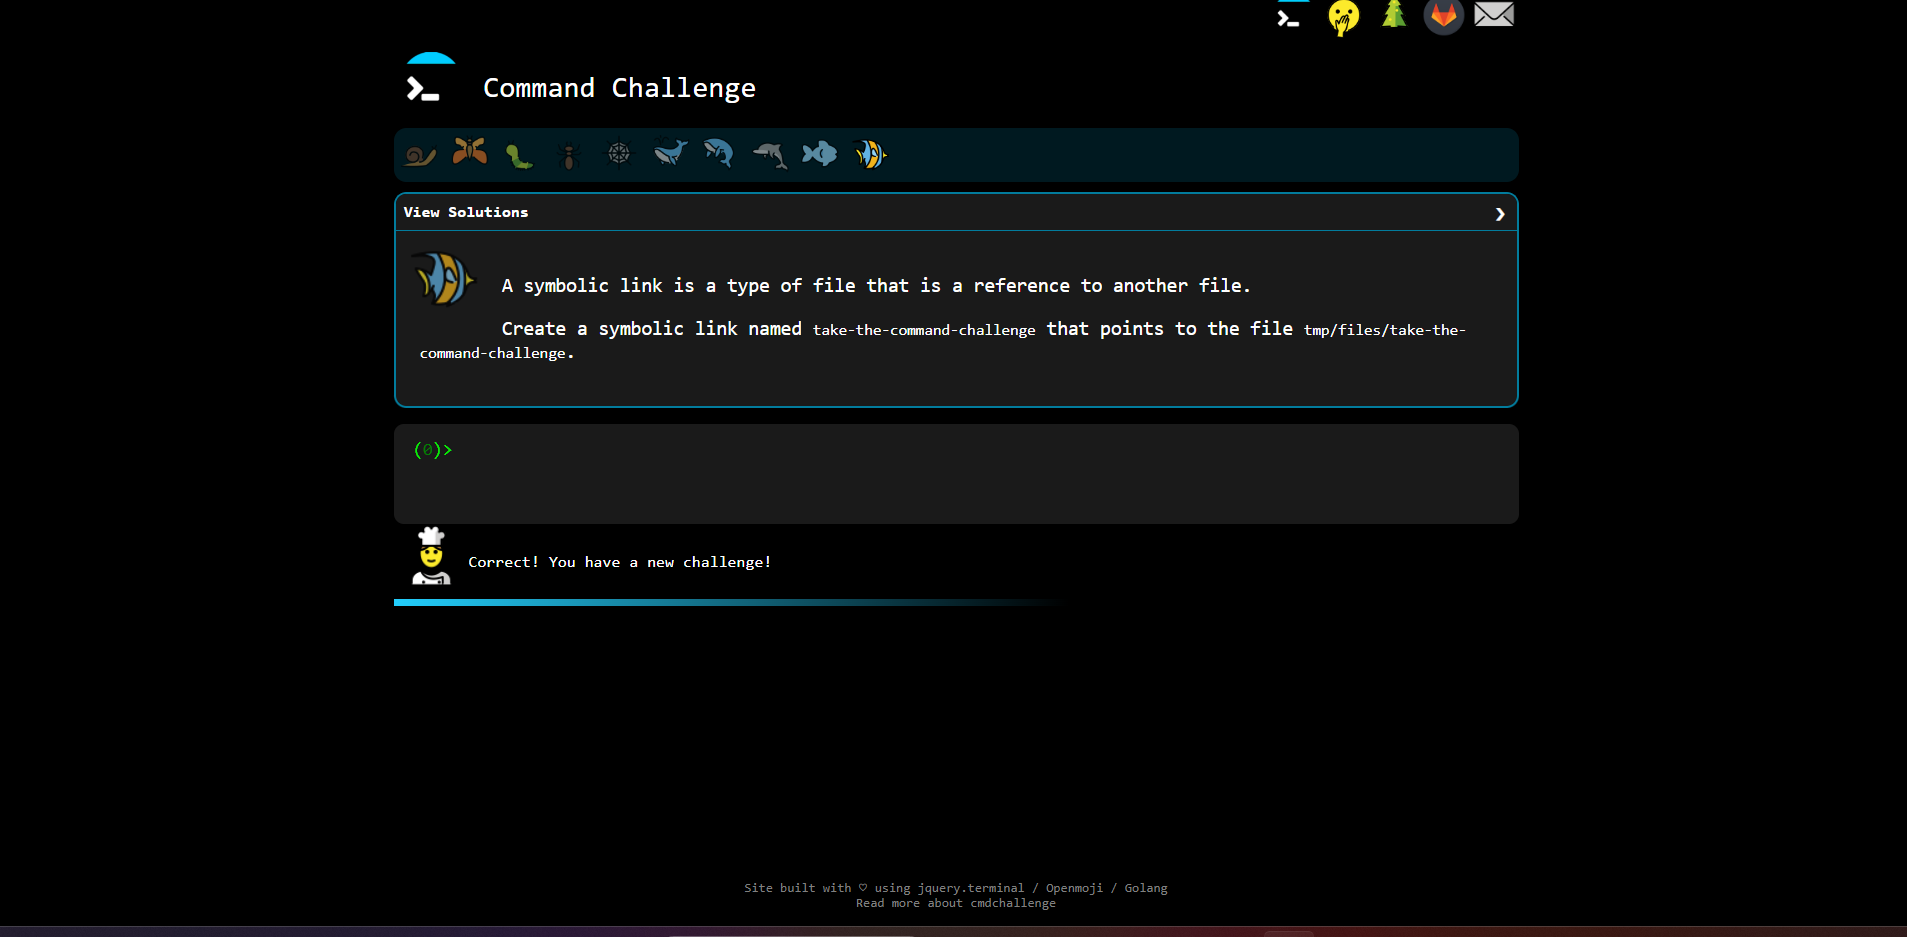 Command Challenge
View Solutions
A symbolic link is a type of file that is a reference to another file.
Create a symbolic link named take-the-command-challenge that points to the file tmp/files/take-the-
command-challenge.
(0)>
Correct! You have a new challenge!
Site built with ♡ using jquery.terminal / Openmoji / Golang
Read more about cmdchallenge